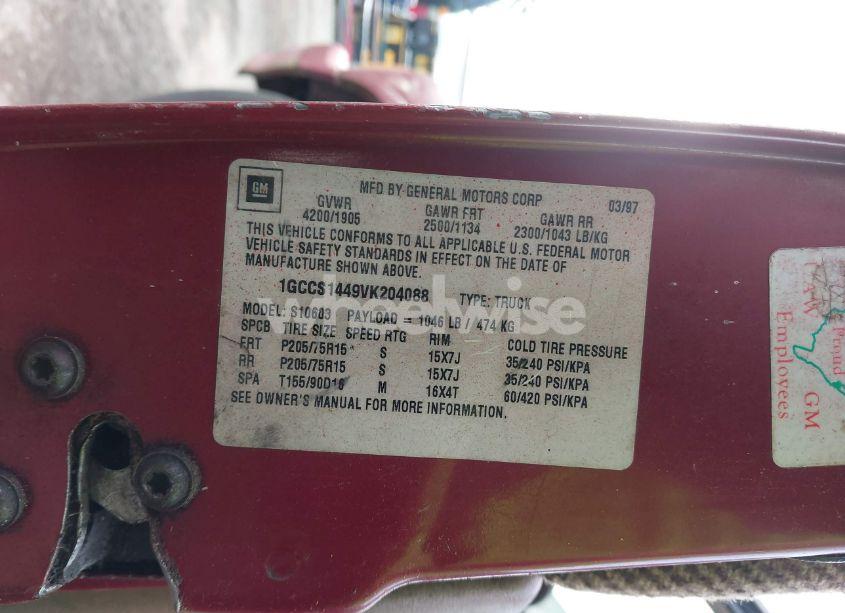 GM
MFD BY GENERAL MOTORS CORP 03/97
GVWR GAWR FRT GAWR RR
4200/1905 2500/1134 2300/1043 LB/KG
THIS VEHICLE CONFORMS TO ALL APPLICABLE U.S. FEDERAL MOTOR
VEHICLE SAFETY STANDARDS IN EFFECT ON THE DATE OF
MANUFACTURE SHOWN ABOVE.
1GCCS1449VK204088 TYPE: TRUCK
wheelwise
MODEL: S10603 PAYLOAD = 1046 LB / 474 KG
SPCB TIRE SIZE SPEED RTG RIM COLD TIRE PRESSURE
FRT P205/75R15 S 15X7J 35/240 PSI/KPA
RR P205/75R15 S 15X7J 35/240 PSI/KPA
SPA T155/90D16 M 16X4T 60/420 PSI/KPA
SEE OWNER'S MANUAL FOR MORE INFORMATION.
UAW
Proud
GM
Employees